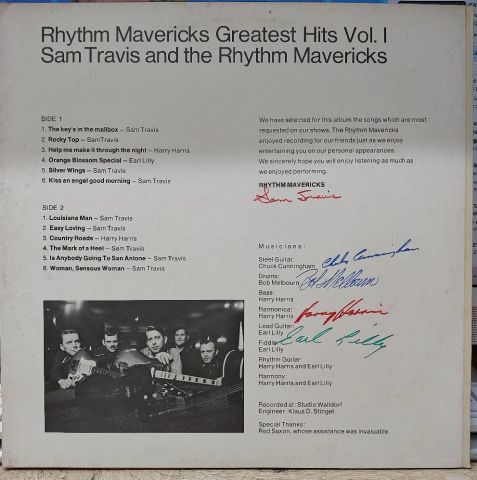 Rhythm Mavericks Greatest Hits Vol. I
Sam Travis and the Rhythm Mavericks
SIDE 1
1. The key's in the mailbox – Sam Travis
2. Rocky Top – Sam Travis
3. Help me make it through the night – Harry Harris
4. Orange Blossom Special – Earl Lilly
5. Silver Wings – Sam Travis
6. Kiss an angel good morning – Sam Travis
SIDE 2
1. Louisiana Man – Sam Travis
2. Easy Loving – Sam Travis
3. Country Roads – Harry Harris
4. The Mark of a Heel – Sam Travis
5. Is Anybody Going To San Antone – Sam Travis
6. Woman, Sensuous Woman – Sam Travis
We have selected for this album the songs which are most
requested on our shows. The Rhythm Mavericks
enjoyed recording for our friends just as we enjoy
entertaining you on our personal appearances.
We sincerely hope you will enjoy listening as much as
we enjoyed performing.
RHYTHM MAVERICKS
Sam Travis
Musicians:
Steel Guitar:
Chuck Cunningham
Chuck Cunningham
Drums:
Bob Melbourn
Bob Melbourn
Bass:
Harry Harris
Harmonica:
Harry Harris
Harry Harris
Lead Guitar:
Earl Lilly
Fiddle:
Earl Lilly
Earl Lilly
Rhythm Guitar:
Harry Harris and Earl Lilly
Harmony:
Harry Harris and Earl Lilly
Recorded at: Studio Walldorf
Engineer: Klaus D. Stingel
Special Thanks:
Rod Saxon, whose assistance was invaluable.